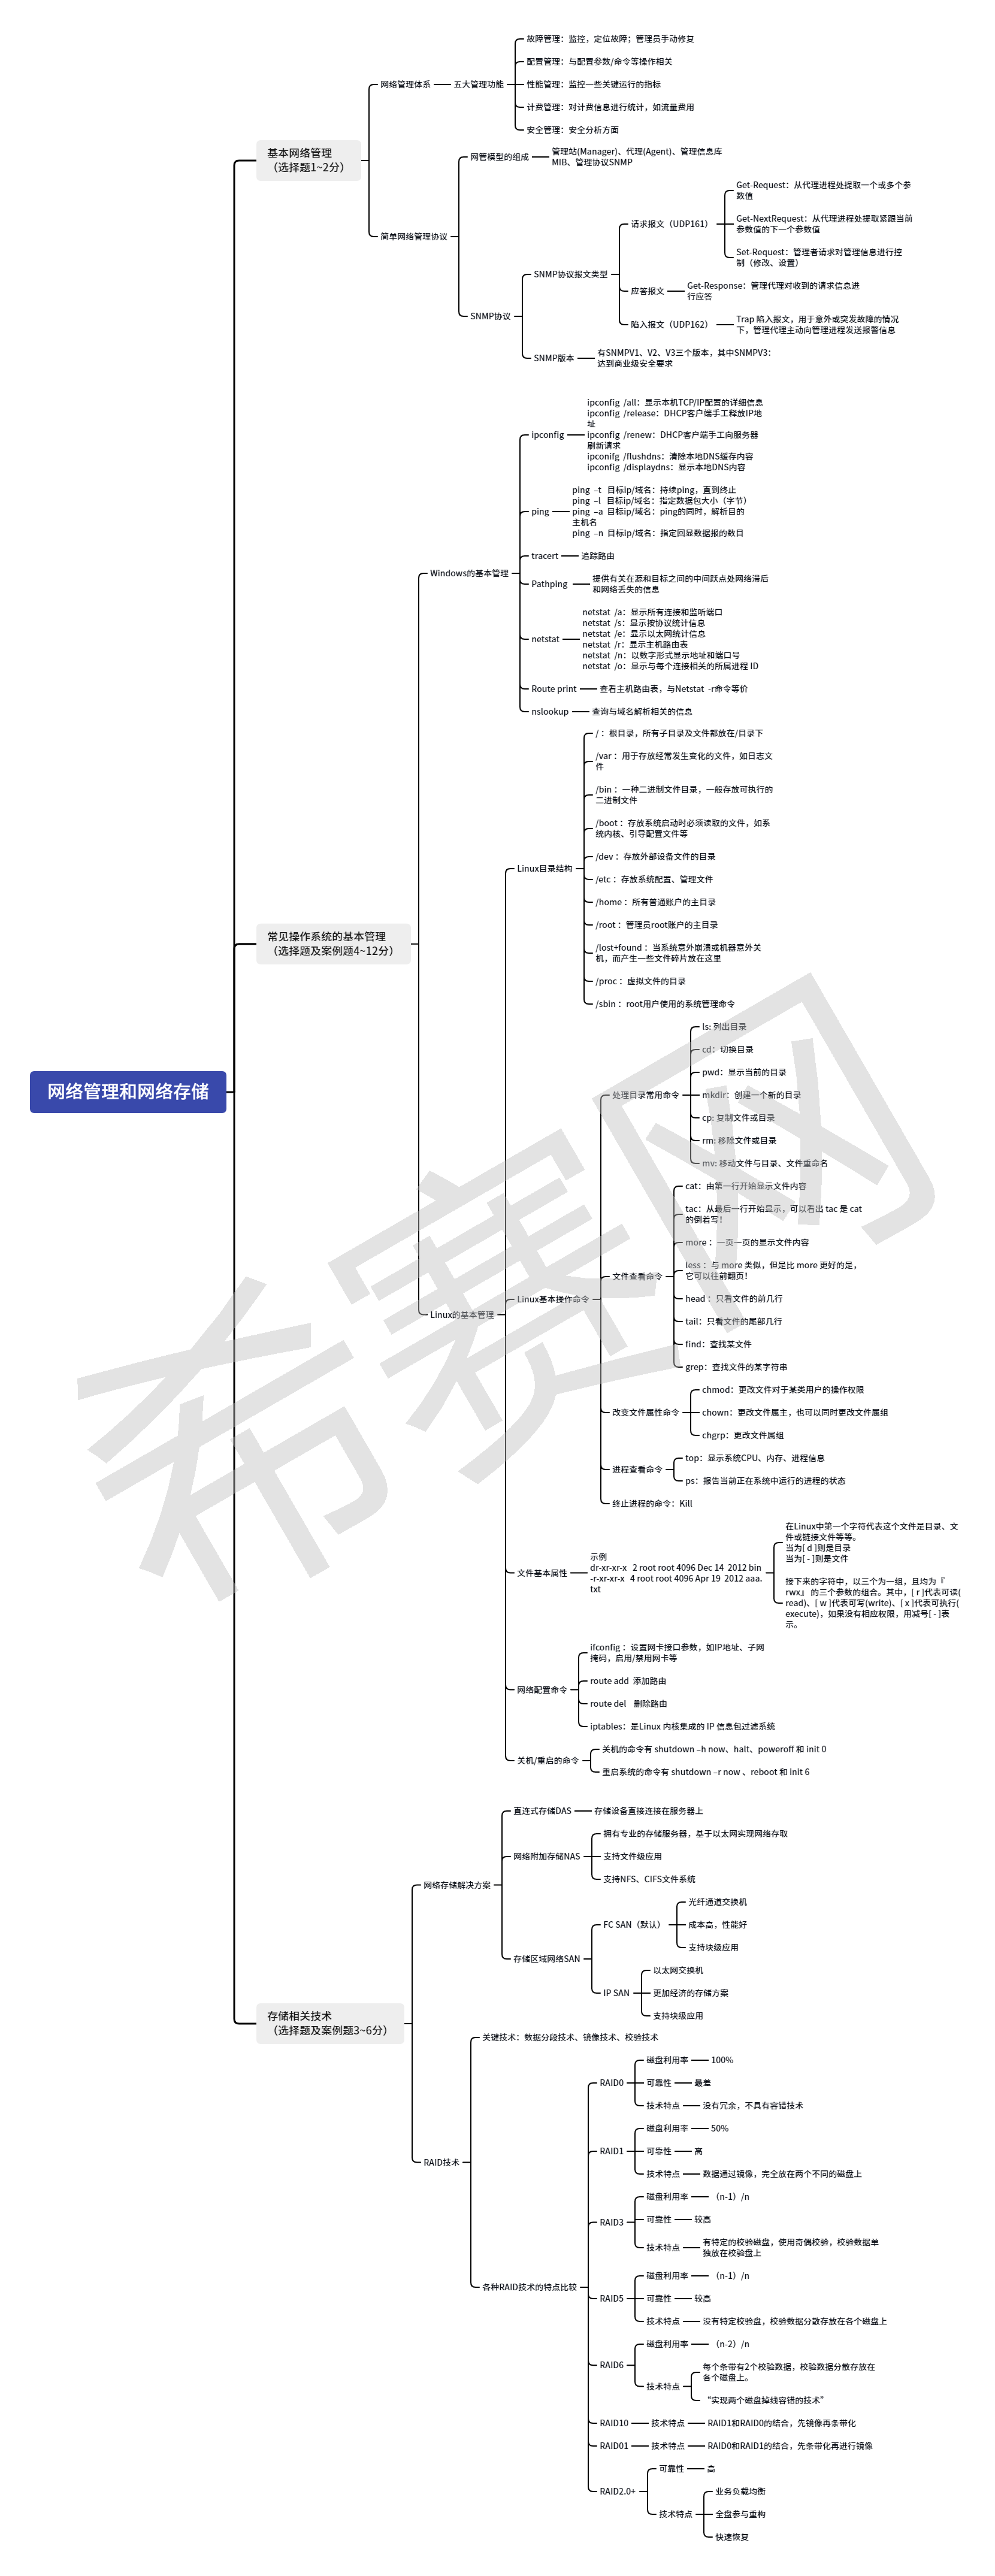 网络管理和网络存储
基本网络管理
（选择题1~2分）
网络管理体系
五大管理功能
故障管理：监控，定位故障；管理员手动修复
配置管理：与配置参数/命令等操作相关
性能管理：监控一些关键运行的指标
计费管理：对计费信息进行统计，如流量费用
安全管理：安全分析方面
简单网络管理协议
网管模型的组成
管理站(Manager)、代理(Agent)、管理信息库
MIB、管理协议SNMP
SNMP协议
SNMP协议报文类型
请求报文（UDP161）
Get-Request：从代理进程处提取一个或多个参
数值
Get-NextRequest：从代理进程处提取紧跟当前
参数值的下一个参数值
Set-Request：管理者请求对管理信息进行控
制（修改、设置）
应答报文
Get-Response：管理代理对收到的请求信息进
行应答
陷入报文（UDP162）
Trap 陷入报文，用于意外或突发故障的情况
下，管理代理主动向管理进程发送报警信息
SNMP版本
有SNMPV1、V2、V3三个版本，其中SNMPV3：
达到商业级安全要求
常见操作系统的基本管理
（选择题及案例题4~12分）
Windows的基本管理
ipconfig
ipconfig /all：显示本机TCP/IP配置的详细信息
ipconfig /release：DHCP客户端手工释放IP地
址
ipconfig /renew：DHCP客户端手工向服务器
刷新请求
ipconifg /flushdns：清除本地DNS缓存内容
ipconfig /displaydns：显示本地DNS内容
ping
ping –t 目标ip/域名：持续ping，直到终止
ping –l 目标ip/域名：指定数据包大小（字节）
ping –a 目标ip/域名：ping的同时，解析目的
主机名
ping –n 目标ip/域名：指定回显数据报的数目
tracert
追踪路由
Pathping
提供有关在源和目标之间的中间跃点处网络滞后
和网络丢失的信息
netstat
netstat /a：显示所有连接和监听端口
netstat /s：显示按协议统计信息
netstat /e：显示以太网统计信息
netstat /r：显示主机路由表
netstat /n：以数字形式显示地址和端口号
netstat /o：显示与每个连接相关的所属进程 ID
Route print
查看主机路由表，与Netstat -r命令等价
nslookup
查询与域名解析相关的信息
Linux的基本管理
Linux目录结构
/ ：根目录，所有子目录及文件都放在/目录下
/var ：用于存放经常发生变化的文件，如日志文
件
/bin ：一种二进制文件目录，一般存放可执行的
二进制文件
/boot ：存放系统启动时必须读取的文件，如系
统内核、引导配置文件等
/dev ：存放外部设备文件的目录
/etc ：存放系统配置、管理文件
/home ：所有普通账户的主目录
/root ：管理员root账户的主目录
/lost+found ：当系统意外崩溃或机器意外关
机，而产生一些文件碎片放在这里
/proc ：虚拟文件的目录
/sbin ：root用户使用的系统管理命令
Linux基本操作命令
处理目录常用命令
ls: 列出目录
cd：切换目录
pwd：显示当前的目录
mkdir：创建一个新的目录
cp: 复制文件或目录
rm: 移除文件或目录
mv: 移动文件与目录、文件重命名
文件查看命令
cat：由第一行开始显示文件内容
tac：从最后一行开始显示，可以看出 tac 是 cat
的倒着写！
more ：一页一页的显示文件内容
less ：与 more 类似，但是比 more 更好的是，
它可以往前翻页！
head ：只看文件的前几行
tail：只看文件的尾部几行
find：查找某文件
grep：查找文件的某字符串
改变文件属性命令
chmod：更改文件对于某类用户的操作权限
chown：更改文件属主，也可以同时更改文件属组
chgrp：更改文件属组
进程查看命令
top：显示系统CPU、内存、进程信息
ps：报告当前正在系统中运行的进程的状态
终止进程的命令：Kill
文件基本属性
示例
dr-xr-xr-x 2 root root 4096 Dec 14 2012 bin
-r-xr-xr-x 4 root root 4096 Apr 19 2012 aaa.
txt
在Linux中第一个字符代表这个文件是目录、文
件或链接文件等等。
当为[ d ]则是目录
当为[ - ]则是文件
接下来的字符中，以三个为一组，且均为『
rwx』 的三个参数的组合。其中，[ r ]代表可读(
read)、[ w ]代表可写(write)、[ x ]代表可执行(
execute)，如果没有相应权限，用减号[ - ]表
示。
网络配置命令
ifconfig ：设置网卡接口参数，如IP地址、子网
掩码，启用/禁用网卡等
route add 添加路由
route del 删除路由
iptables：是Linux 内核集成的 IP 信息包过滤系统
关机/重启的命令
关机的命令有 shutdown –h now、halt、poweroff 和 init 0
重启系统的命令有 shutdown –r now 、reboot 和 init 6
存储相关技术
（选择题及案例题3~6分）
网络存储解决方案
直连式存储DAS
存储设备直接连接在服务器上
网络附加存储NAS
拥有专业的存储服务器，基于以太网实现网络存取
支持文件级应用
支持NFS、CIFS文件系统
存储区域网络SAN
FC SAN（默认）
光纤通道交换机
成本高，性能好
支持块级应用
IP SAN
以太网交换机
更加经济的存储方案
支持块级应用
RAID技术
关键技术：数据分段技术、镜像技术、校验技术
各种RAID技术的特点比较
RAID0
磁盘利用率
100%
可靠性
最差
技术特点
没有冗余，不具有容错技术
RAID1
磁盘利用率
50%
可靠性
高
技术特点
数据通过镜像，完全放在两个不同的磁盘上
RAID3
磁盘利用率
（n-1）/n
可靠性
较高
技术特点
有特定的校验磁盘，使用奇偶校验，校验数据单
独放在校验盘上
RAID5
磁盘利用率
（n-1）/n
可靠性
较高
技术特点
没有特定校验盘，校验数据分散存放在各个磁盘上
RAID6
磁盘利用率
（n-2）/n
技术特点
每个条带有2个校验数据，校验数据分散存放在
各个磁盘上。
“实现两个磁盘掉线容错的技术”
RAID10
技术特点
RAID1和RAID0的结合，先镜像再条带化
RAID01
技术特点
RAID0和RAID1的结合，先条带化再进行镜像
RAID2.0+
可靠性
高
技术特点
业务负载均衡
全盘参与重构
快速恢复
希赛网